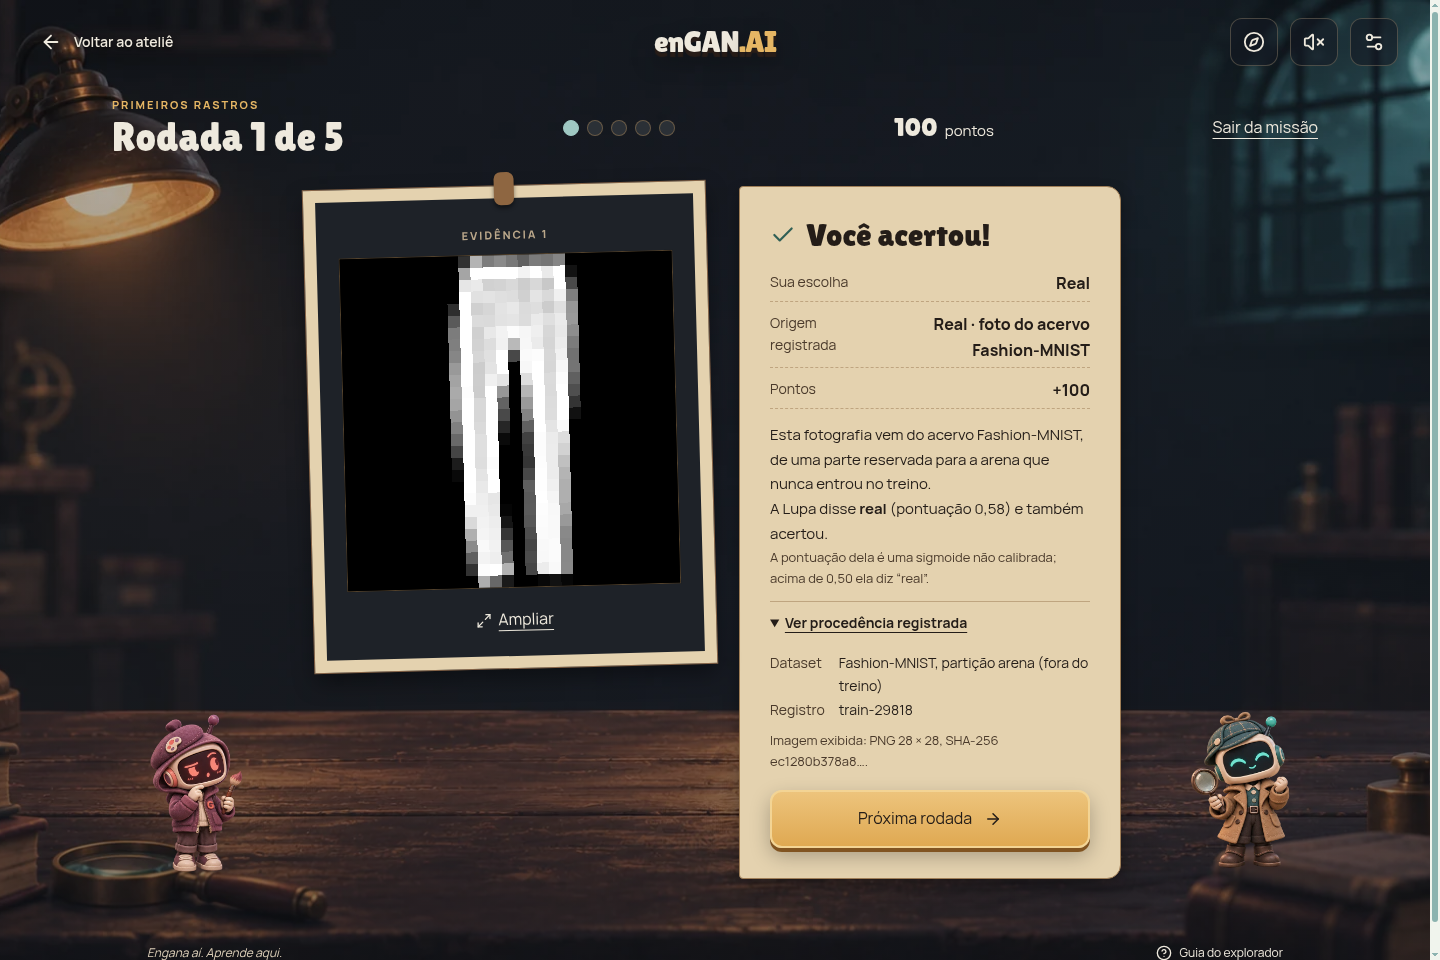 Voltar ao ateliê
enGAN.AI
PRIMEIROS RASTROS
Rodada 1 de 5
100 pontos
Sair da missão
EVIDÊNCIA 1
Ampliar
Você acertou!
Sua escolha
Real
Origem
registrada
Real · foto do acervo
Fashion-MNIST
Pontos
+100
Esta fotografia vem do acervo Fashion-MNIST,
de uma parte reservada para a arena que
nunca entrou no treino.
A Lupa disse real (pontuação 0,58) e também
acertou.
A pontuação dela é uma sigmoide não calibrada;
acima de 0,50 ela diz “real”.
Ver procedência registrada
Dataset
Fashion-MNIST, partição arena (fora do
treino)
Registro
train-29818
Imagem exibida: PNG 28 × 28, SHA-256
ec1280b378a8….
Próxima rodada
Engana aí. Aprende aqui.
Guia do explorador